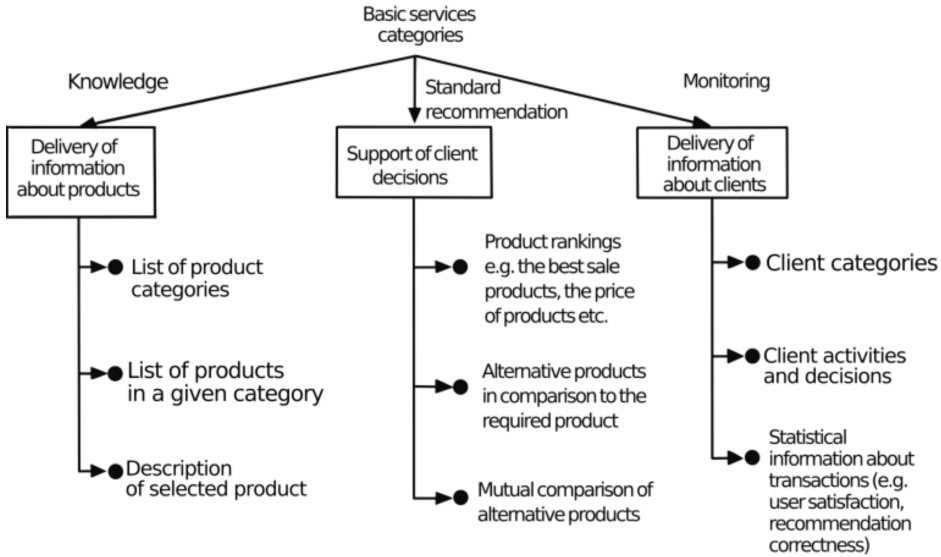 Basic services
categories
Knowledge
Standard
recommendation
Monitoring
Delivery of
information
about products
Support of client
decisions
Delivery of
information
about clients
List of product
categories
List of products
in a given category
Description
of selected product
Product rankings
e.g. the best sale
products, the price
of products etc.
Alternative products
in comparison to the
required product
Mutual comparison of
alternative products
Client categories
Client activities
and decisions
Statistical
information about
transactions (e.g.
user satisfaction,
recommendation
correctness)